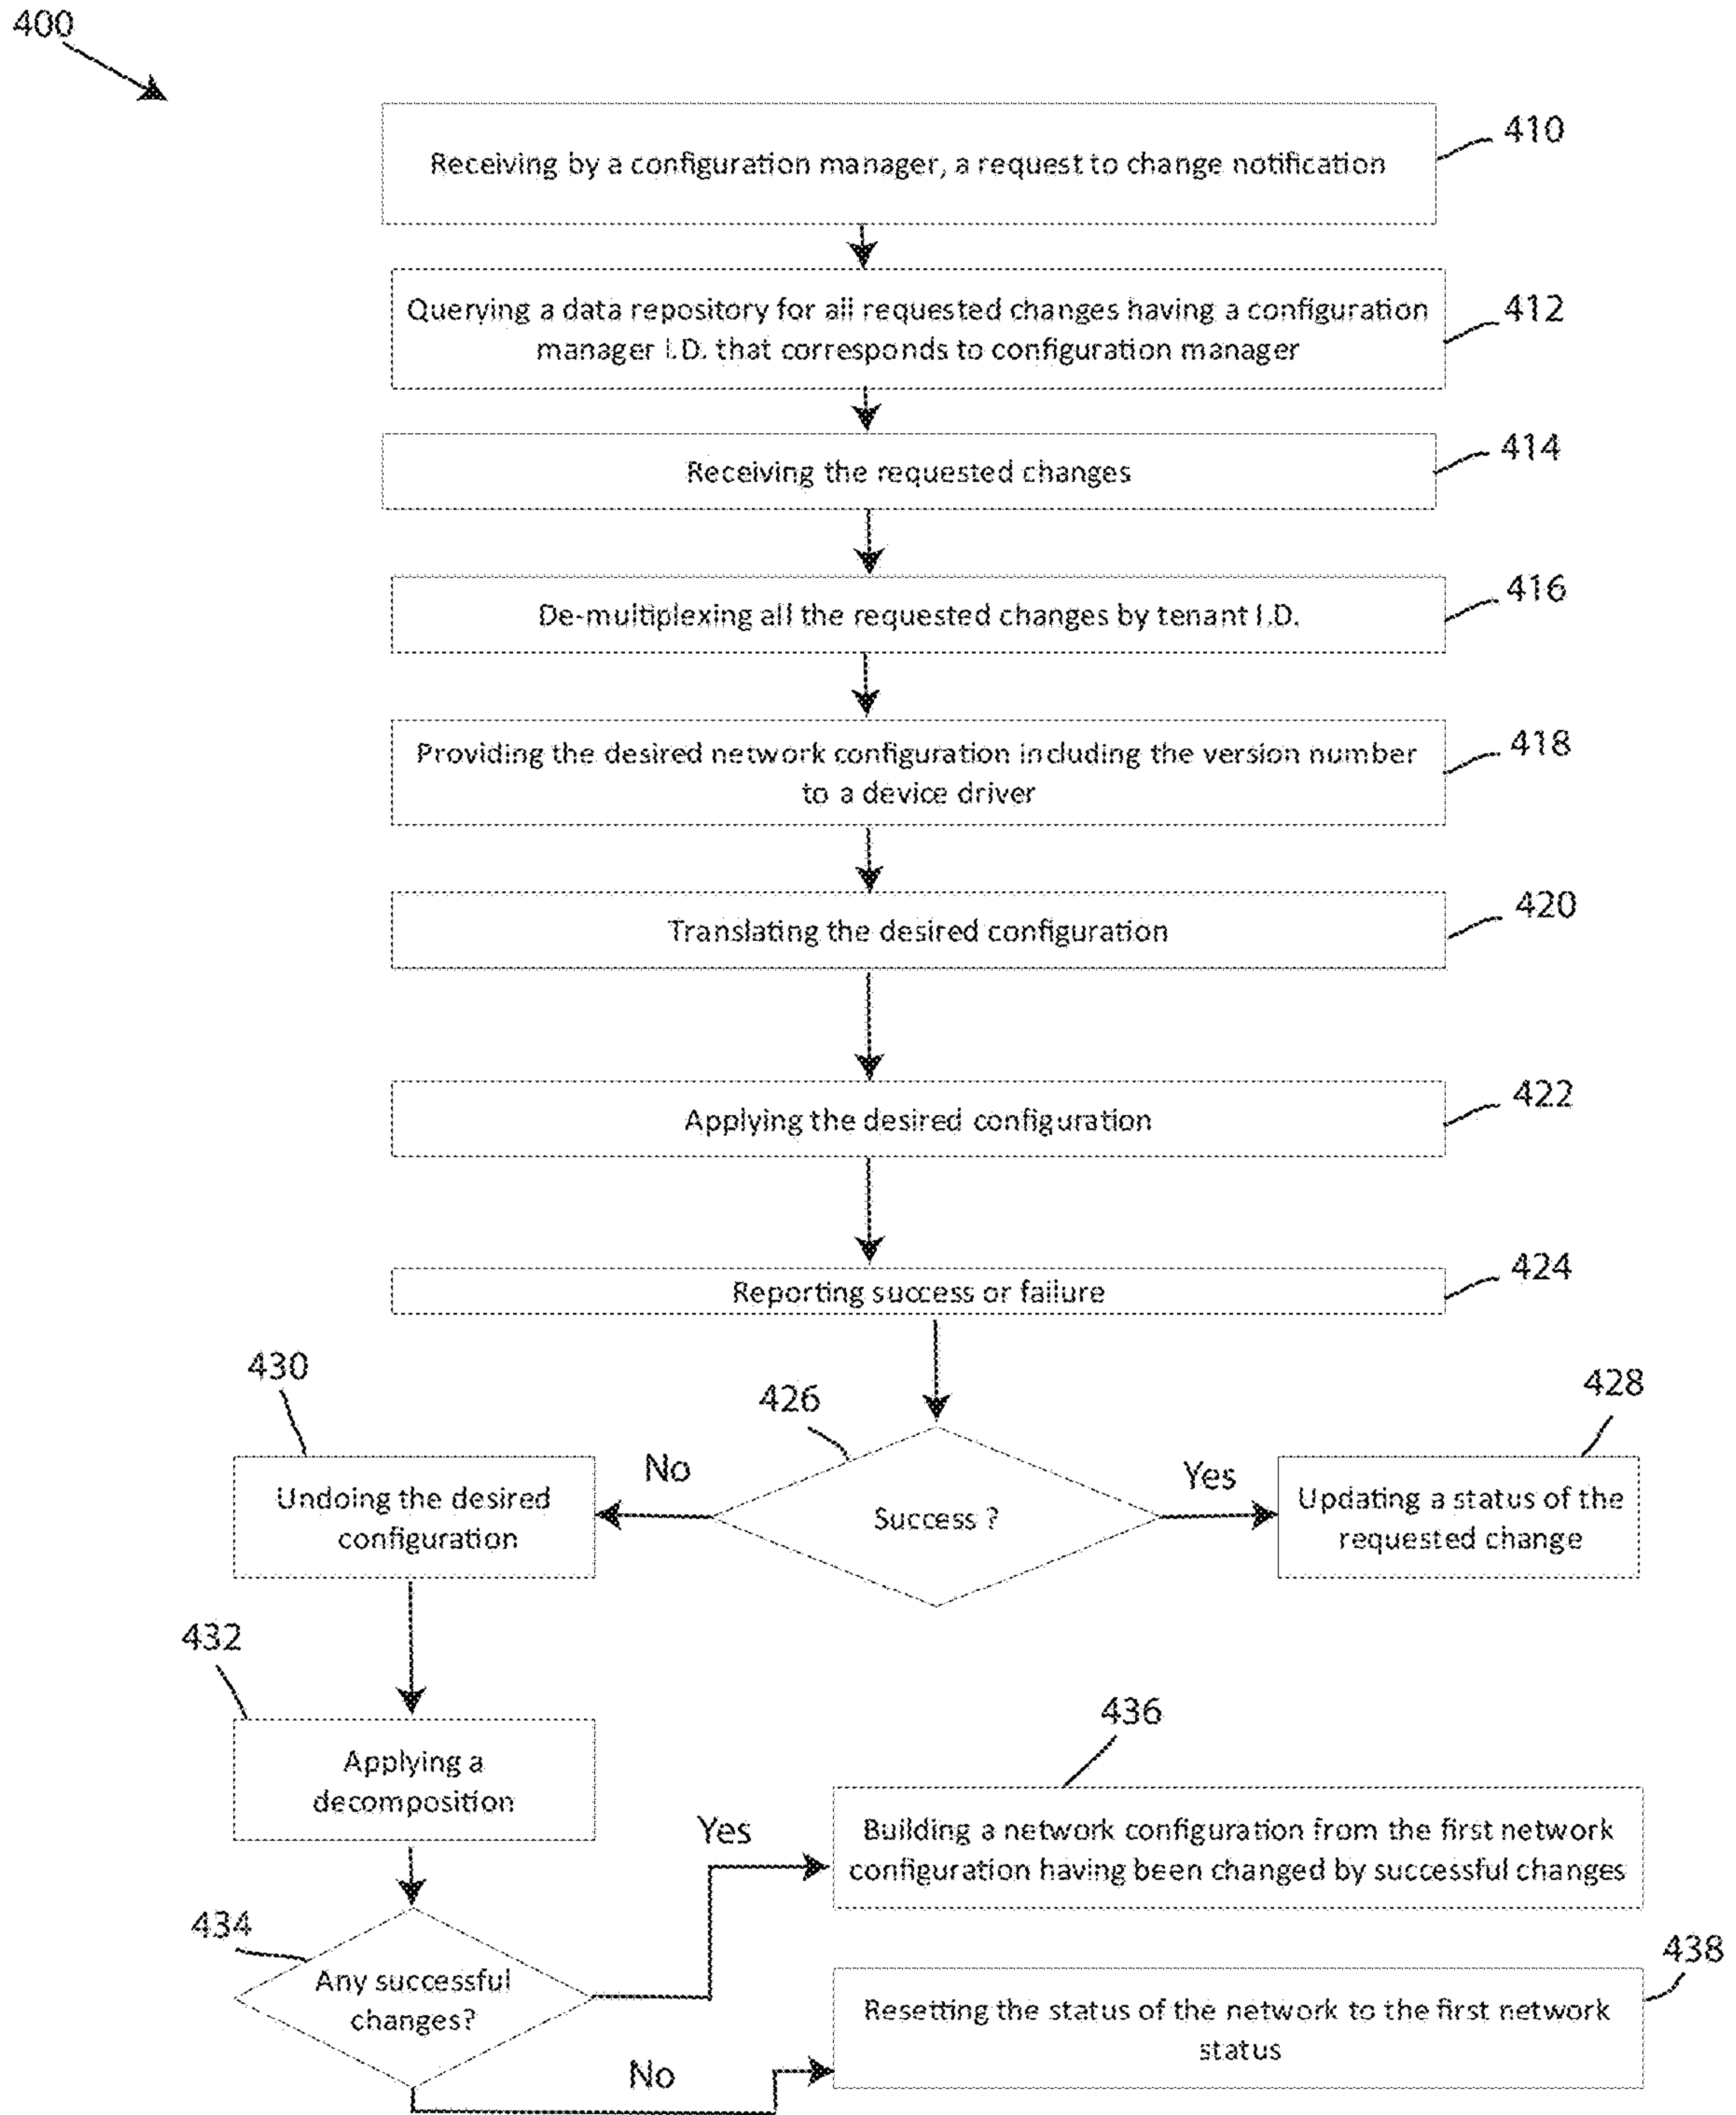 400
410
Receiving by a configuration manager, a request to change notification
Querying a data repository for all requested changes having a configuration
manager I.D. that corresponds to configuration manager
412
Receiving the requested changes
414
De-multiplexing all the requested changes by tenant I.D.
416
Providing the desired network configuration including the version number
to a device driver
418
Translating the desired configuration
420
Applying the desired configuration
422
Reporting success or failure
424
430
426
428
No
Yes
Undoing the desired
configuration
Success ?
Updating a status of the
requested change
432
436
Applying a
decomposition
Yes
Building a network configuration from the first network
configuration having been changed by successful changes
434
438
Any successful
changes?
Resetting the status of the network to the first network
status
No